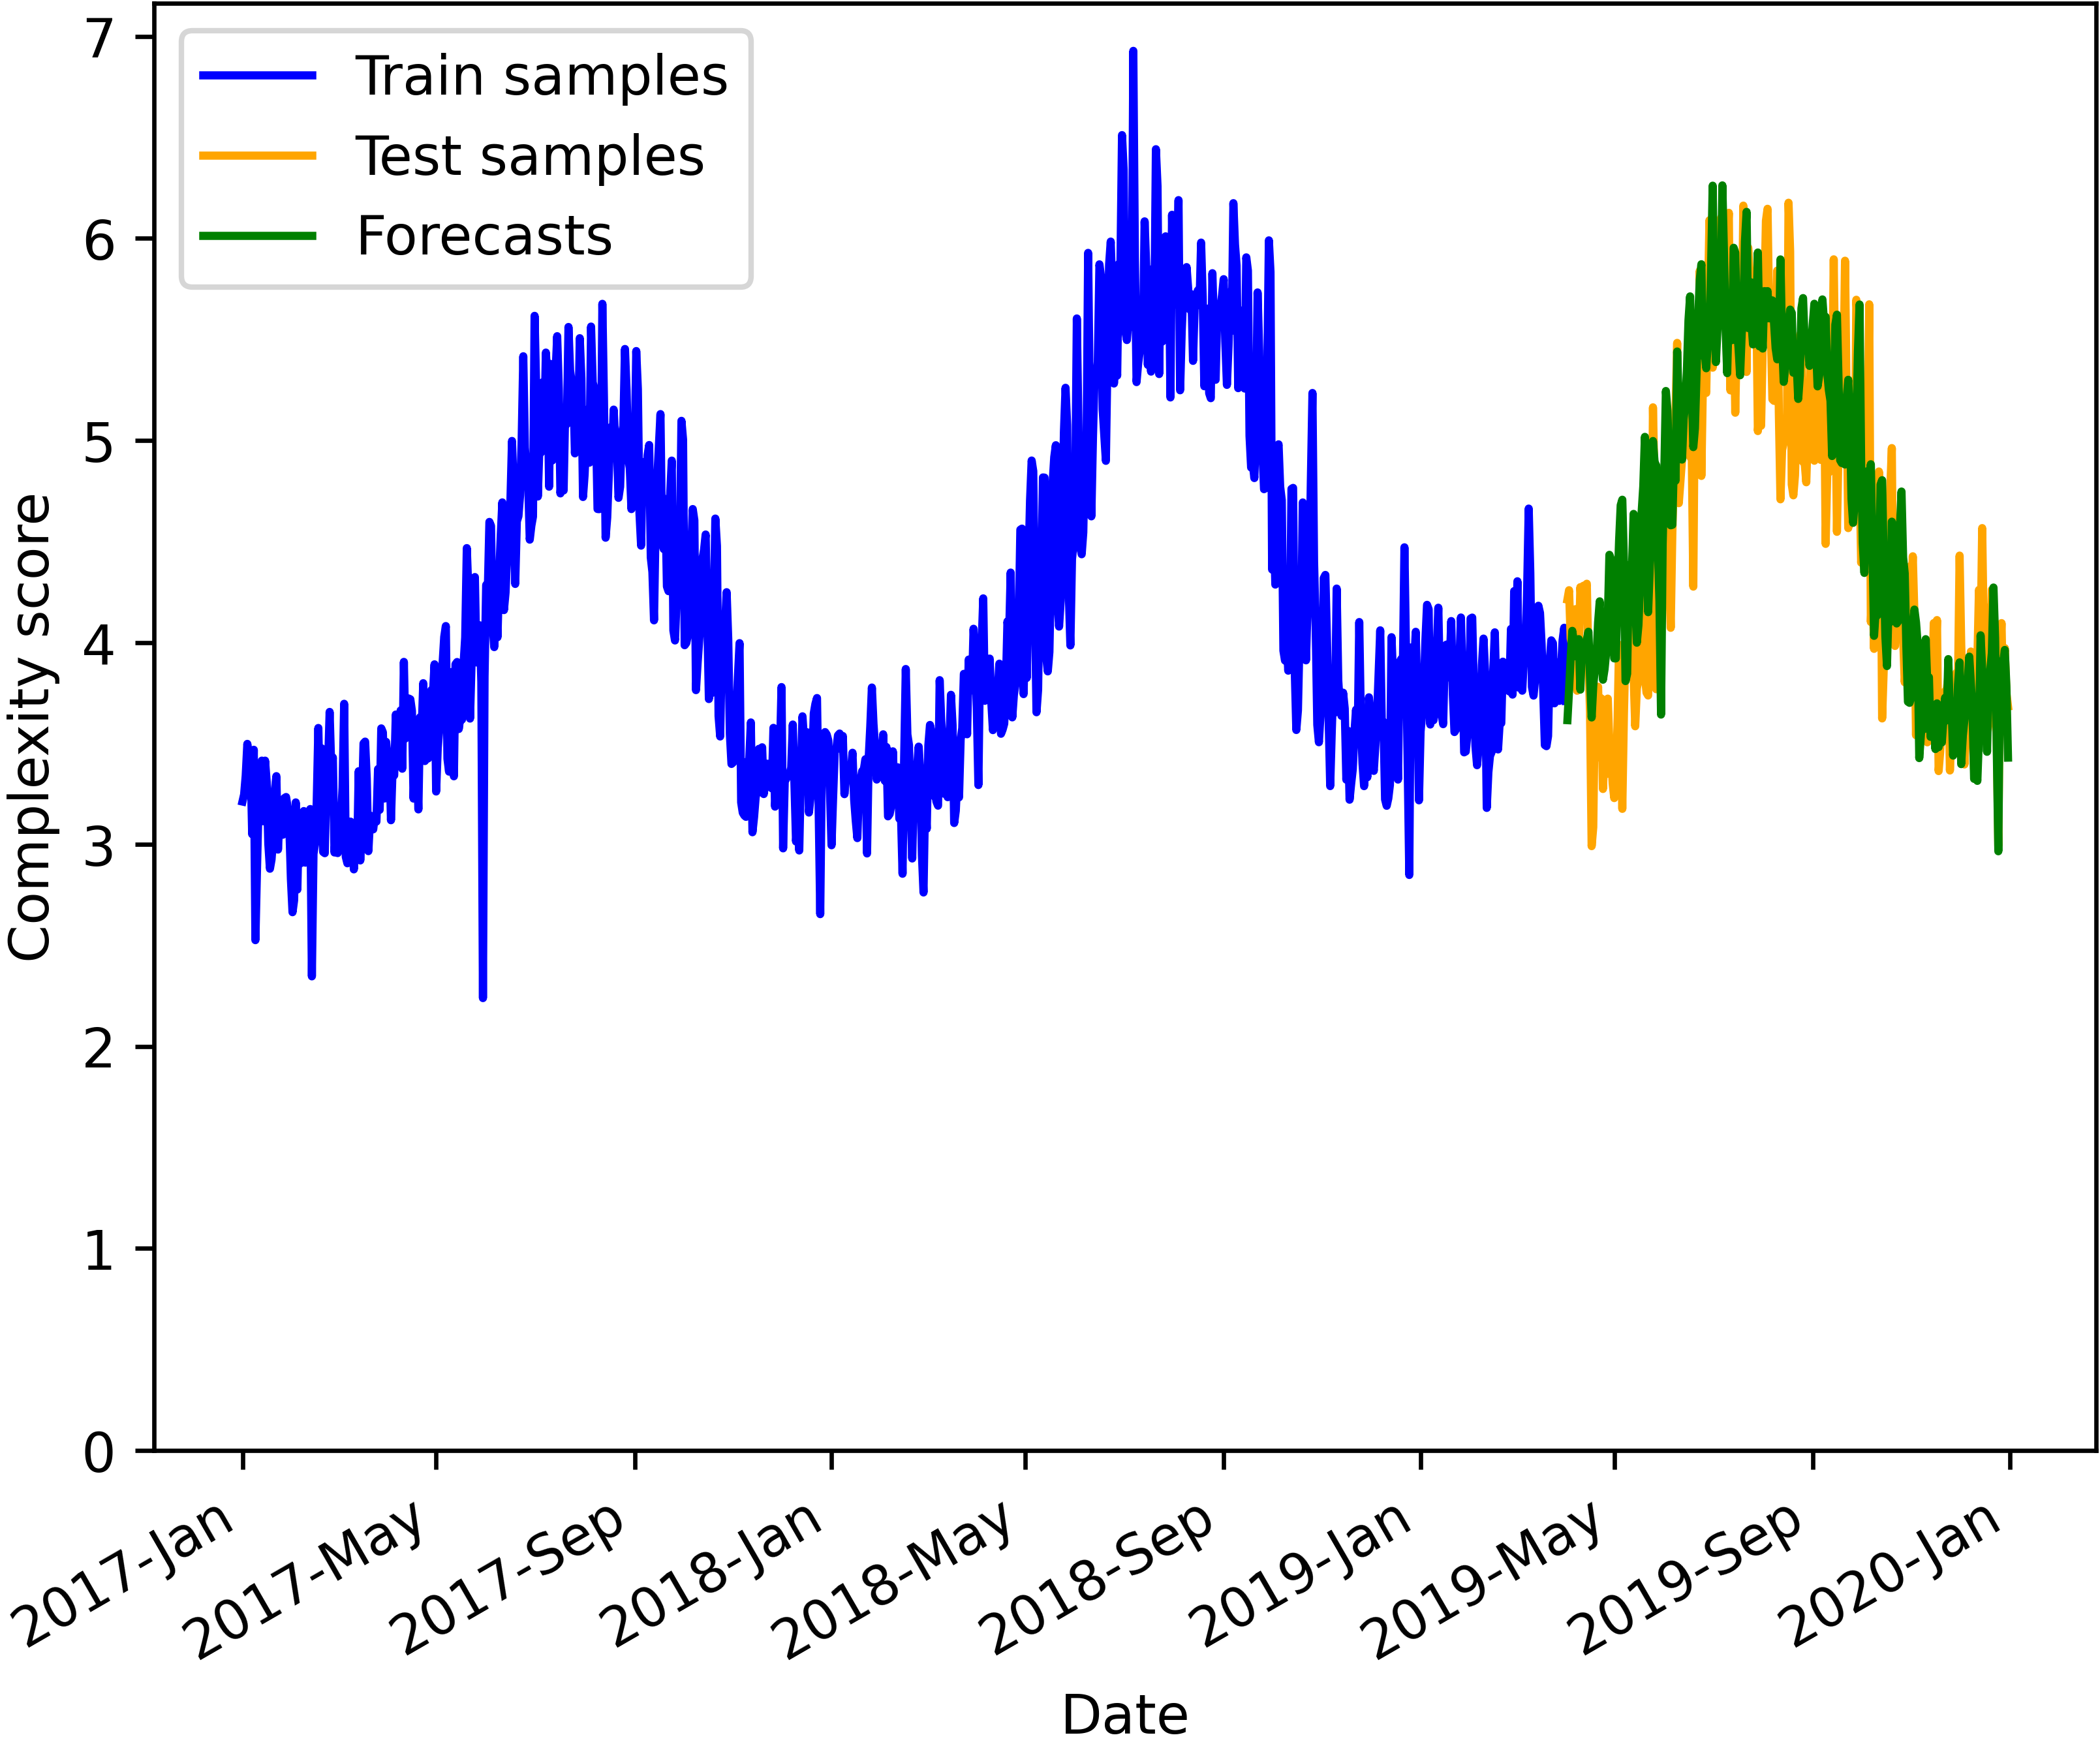 Complexity score
7
6
5
4
3
2
1
0
Train samples
Test samples
Forecasts
2017-Jan
2017-May
2017-Sep
2018-Jan
2018-May
2018-Sep
2019-Jan
2019-May
2019-Sep
2020-Jan
Date